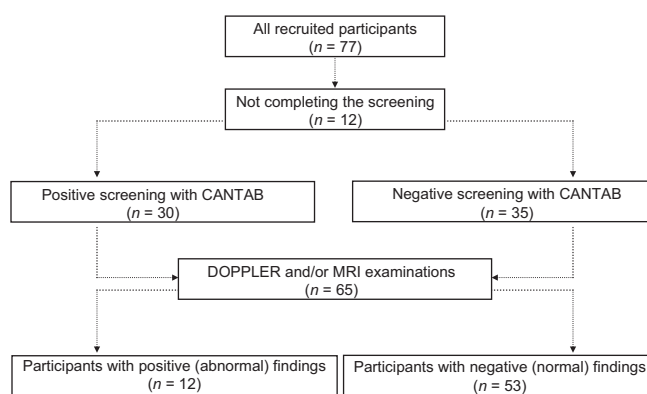 All recruited participants
(n = 77)
Not completing the screening
(n = 12)
Positive screening with CANTAB
(n = 30)
Negative screening with CANTAB
(n = 35)
DOPPLER and/or MRI examinations
(n = 65)
Participants with positive (abnormal) findings
(n = 12)
Participants with negative (normal) findings
(n = 53)